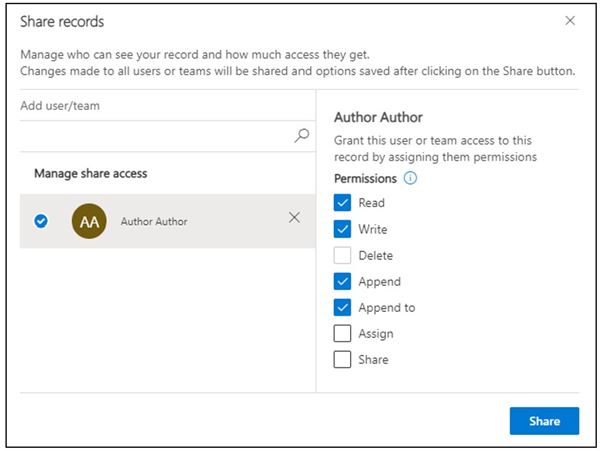 Share records
Manage who can see your record and how much access they get.
Changes made to all users or teams will be shared and options saved after clicking on the Share button.
Add user/team
Manage share access
AA
Author Author
Author Author
Grant this user or team access to this
record by assigning them permissions
Permissions
Read
Write
Delete
Append
Append to
Assign
Share
Share